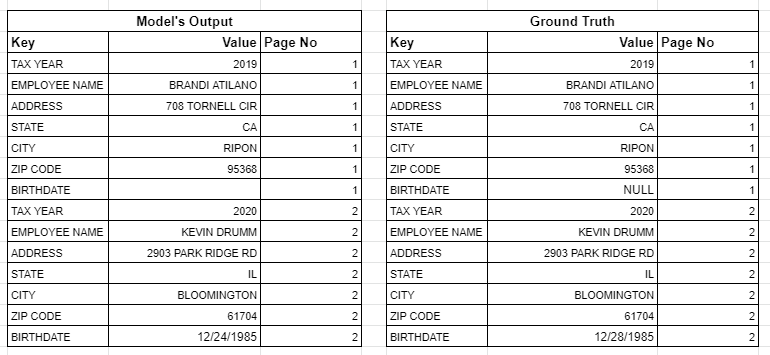 Model's Output Ground Truth
Key Value Page No Key Value Page No
TAX YEAR 2019 1 TAX YEAR 2019 1
EMPLOYEE NAME BRANDI ATILANO 1 EMPLOYEE NAME BRANDI ATILANO 1
ADDRESS 708 TORNELL CIR 1 ADDRESS 708 TORNELL CIR 1
STATE CA 1 STATE CA 1
CITY RIPON 1 CITY RIPON 1
ZIP CODE 95368 1 ZIP CODE 95368 1
BIRTHDATE 1 BIRTHDATE NULL 1
TAX YEAR 2020 2 TAX YEAR 2020 2
EMPLOYEE NAME KEVIN DRUMM 2 EMPLOYEE NAME KEVIN DRUMM 2
ADDRESS 2903 PARK RIDGE RD 2 ADDRESS 2903 PARK RIDGE RD 2
STATE IL 2 STATE IL 2
CITY BLOOMINGTON 2 CITY BLOOMINGTON 2
ZIP CODE 61704 2 ZIP CODE 61704 2
BIRTHDATE 12/24/1985 2 BIRTHDATE 12/28/1985 2